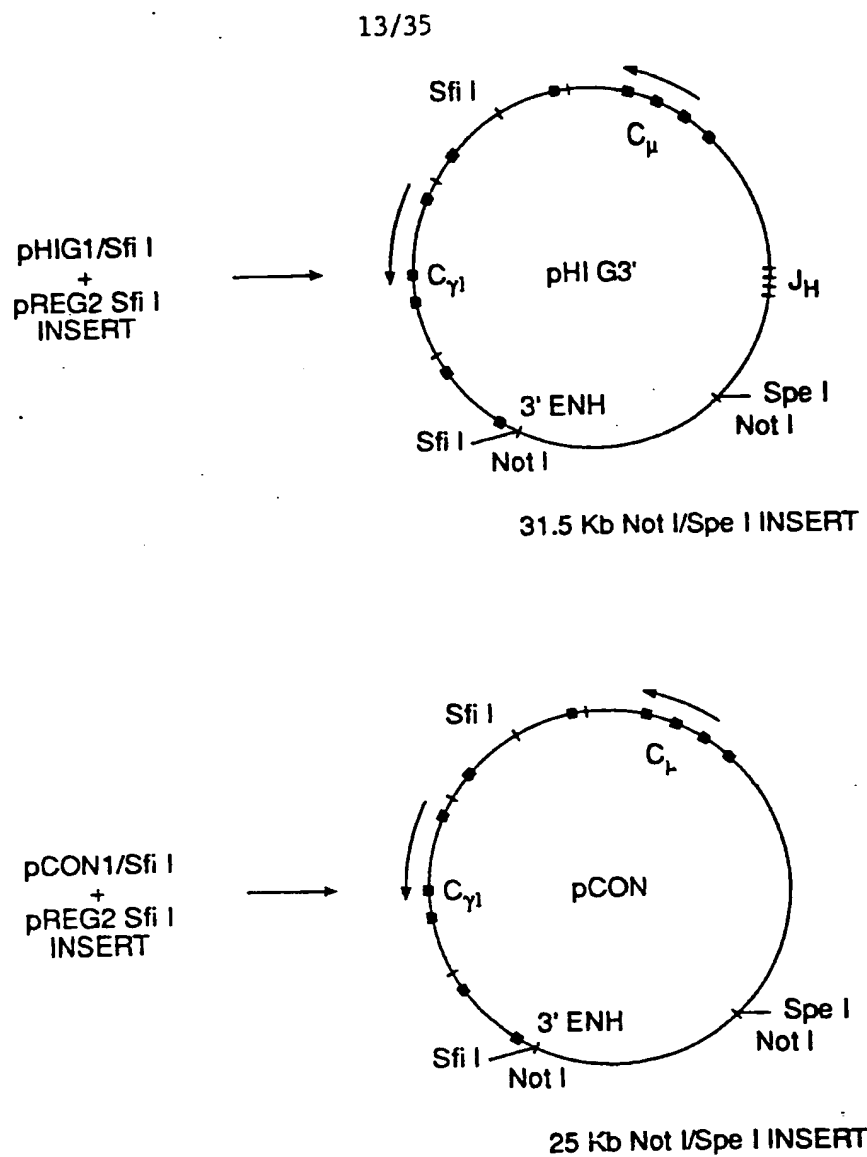 13/35
Sfi I
Cμ
pHIG1/Sfi I
+
pREG2 Sfi I
INSERT
Cγ1
pHI G3'
JH
3' ENH
Spe I
Sfi I
Not I
Not I
31.5 Kb Not I/Spe I INSERT
Sfi I
Cμ
pCON1/Sfi I
+
pREG2 Sfi I
INSERT
Cγ1
pCON
3' ENH
Spe I
Sfi I
Not I
Not I
25 Kb Not I/Spe I INSERT